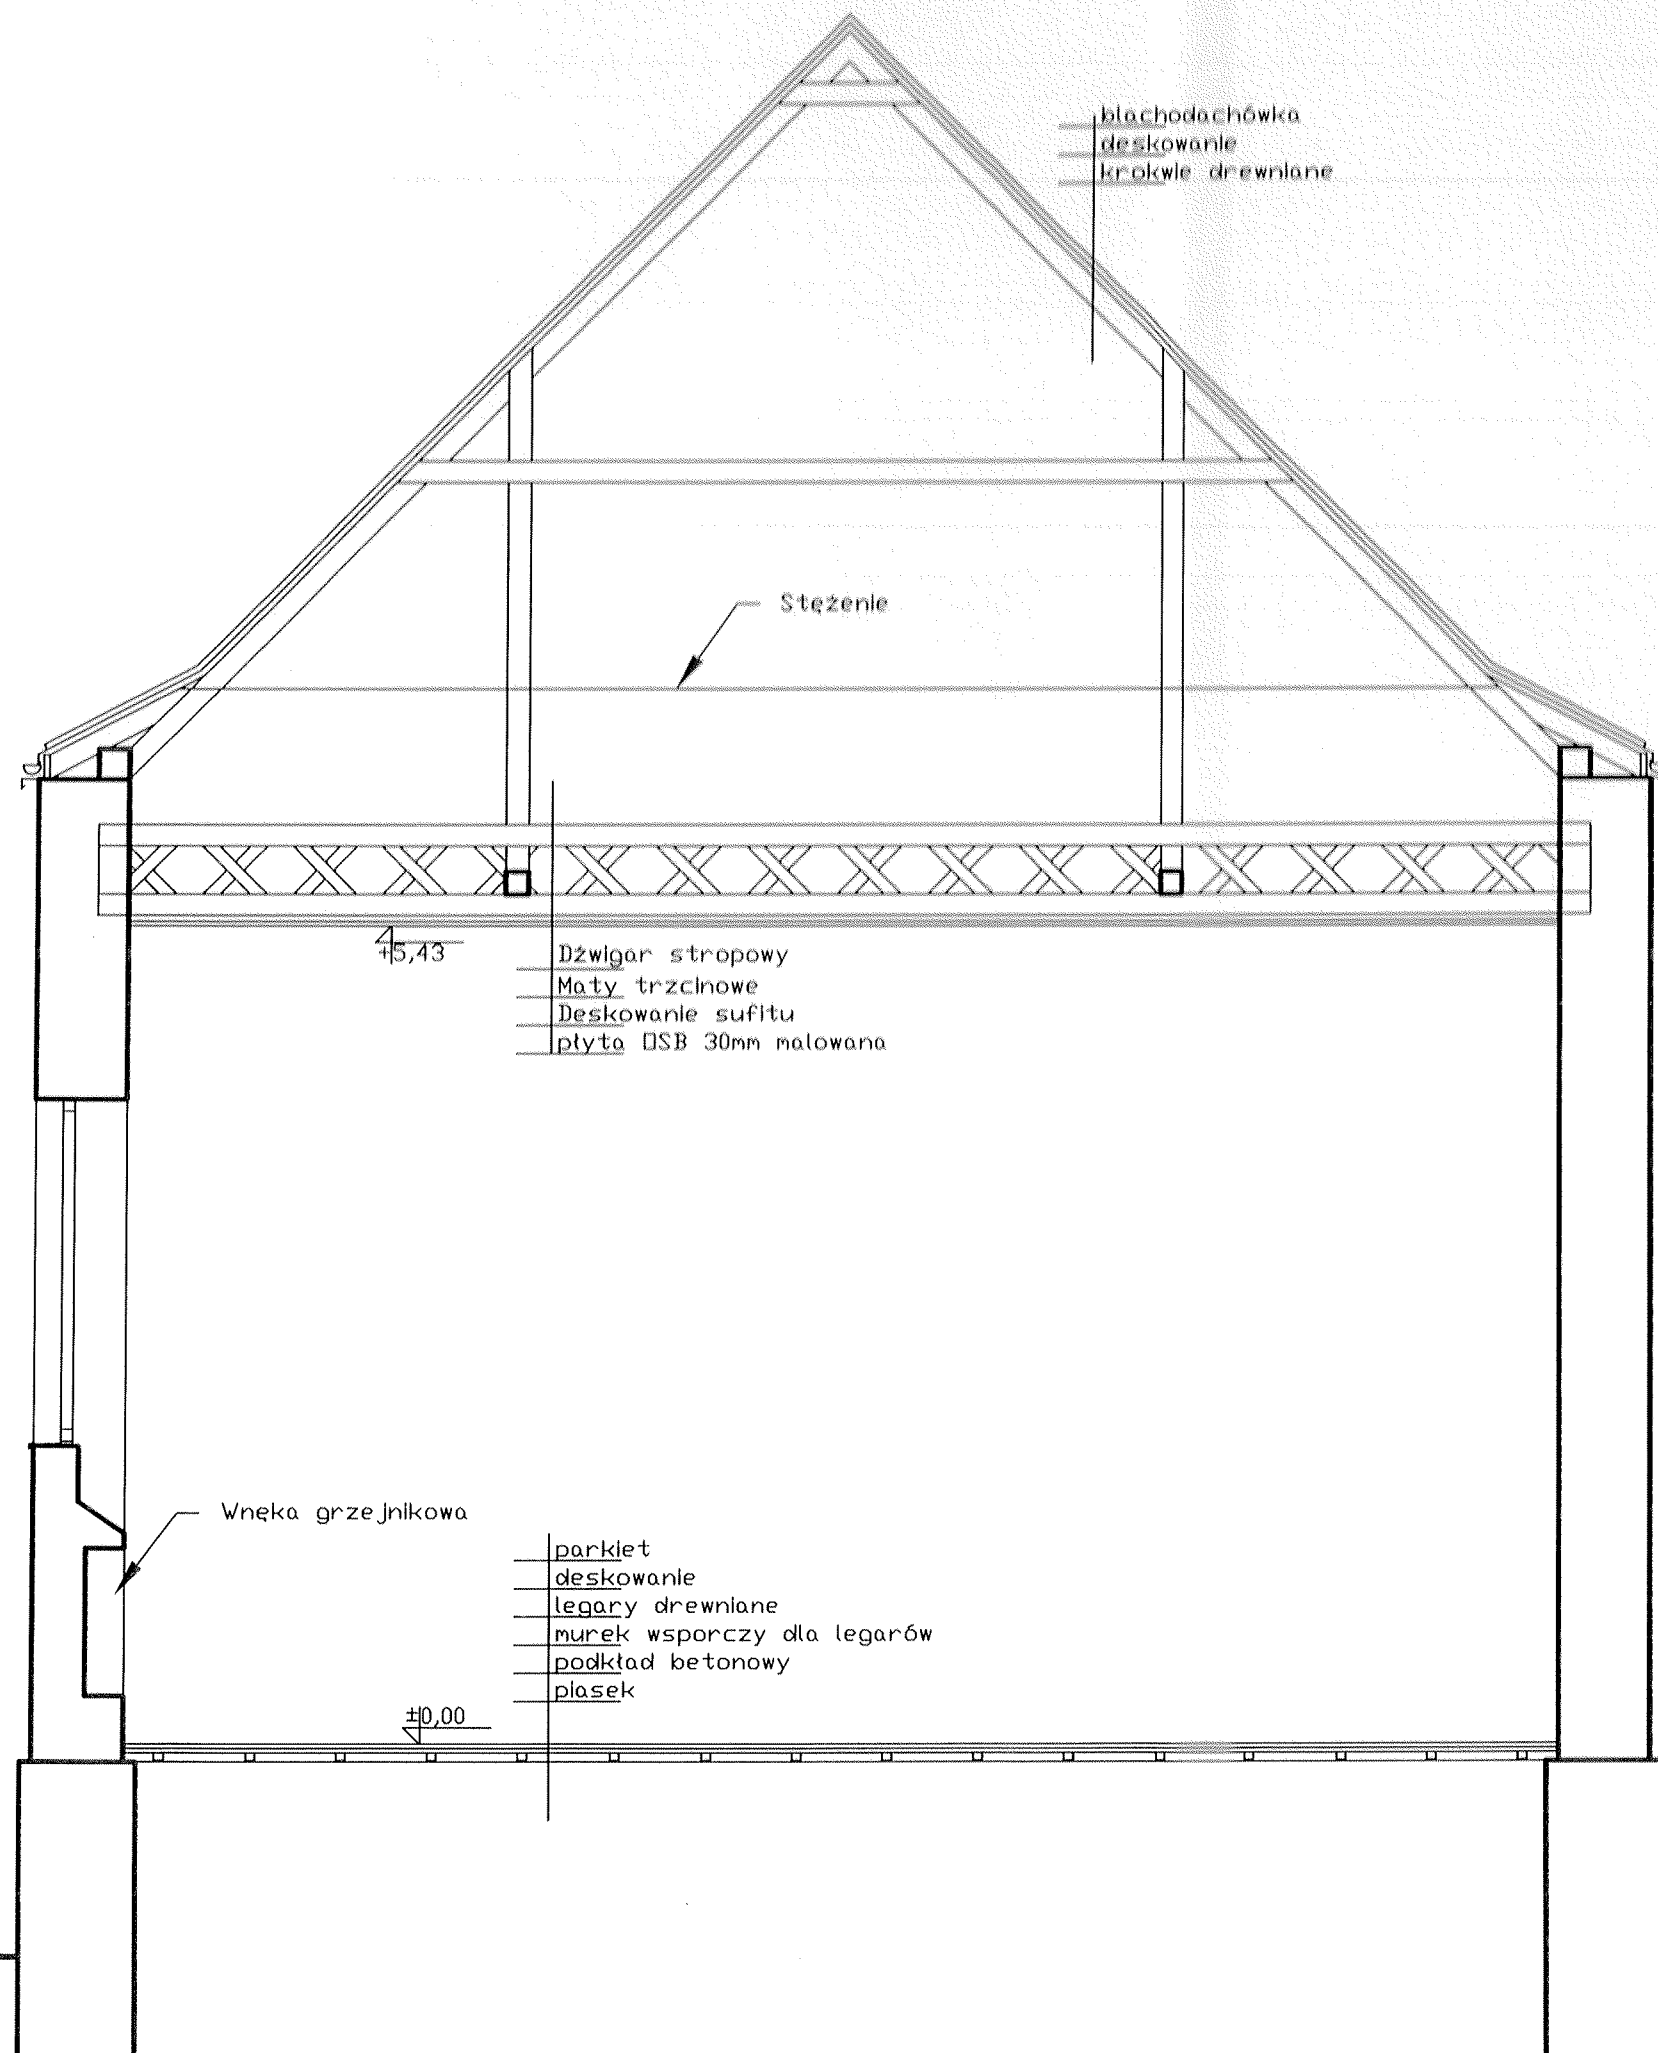 blachodachówka
deskowanie
krokwie drewniane
Stężenie
+5,43
Dźwigar stropowy
Maty trzcinowe
Deskowanie sufitu
płyta OSB 30mm malowana
Wnęka grzejnikowa
parkiet
deskowanie
legary drewniane
murek wsporczy dla legarów
podkład betonowy
piasek
±0,00